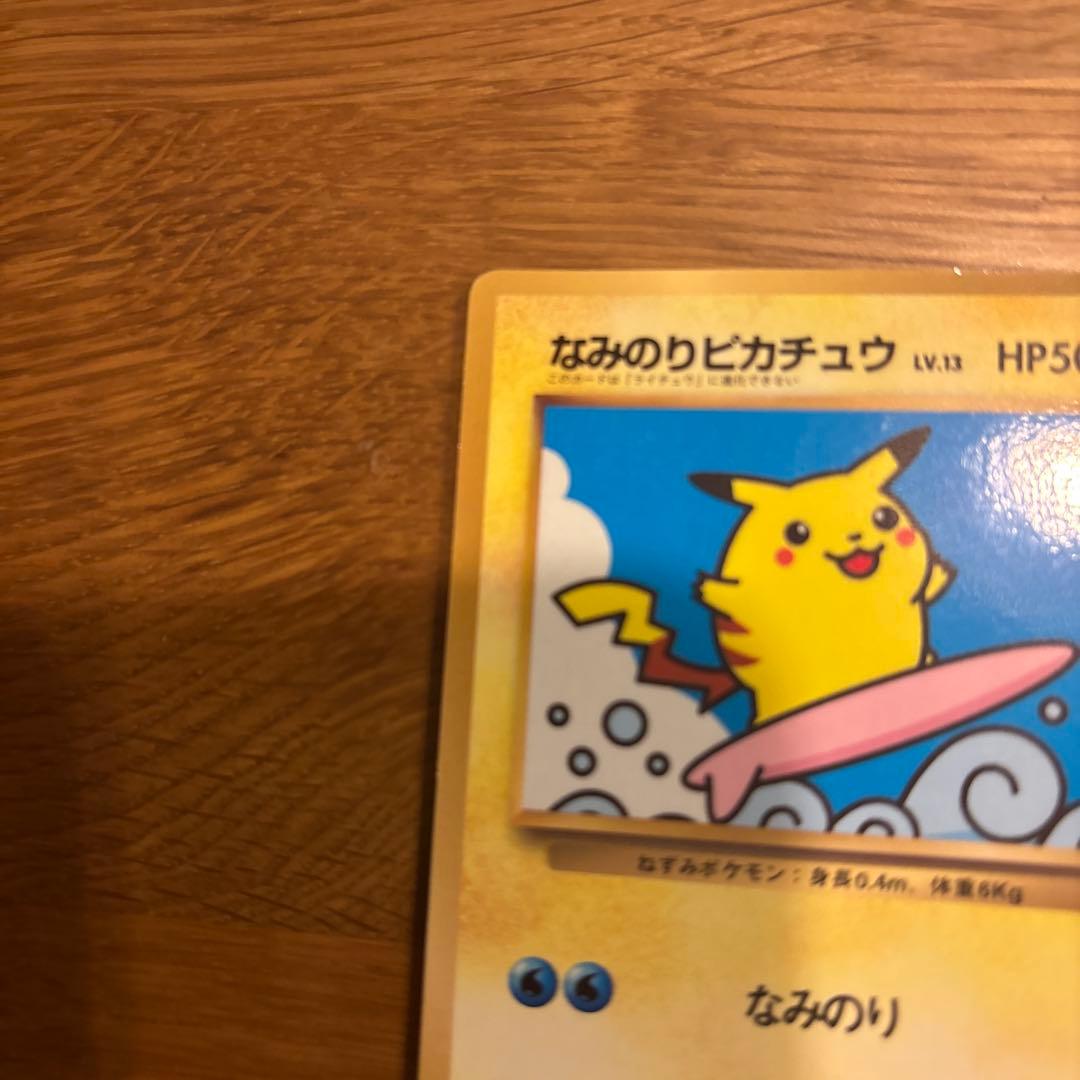 なみのりピカチュウ LV.13 HP50
このカードは「ライチュウ」に進化できない
ねずみポケモン：身長0.4m、体重6Kg
なみのり